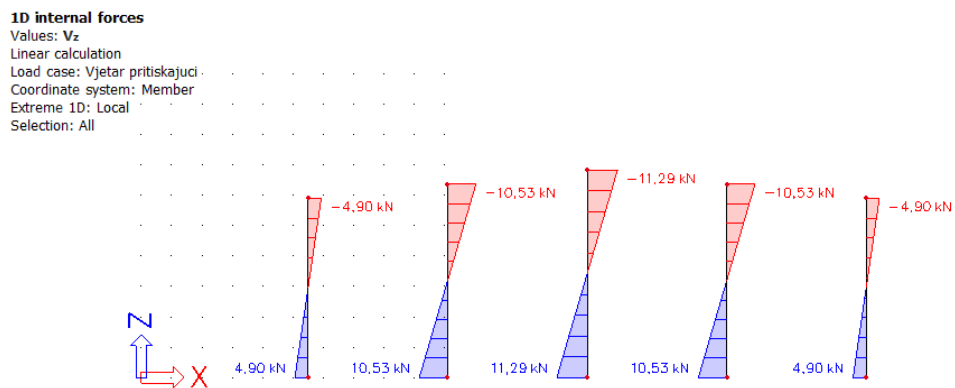 1D internal forces
Values: Vz
Linear calculation
Load case: Vjetar pritiskajuci
Coordinate system: Member
Extreme 1D: Local
Selection: All
-11,29 kN
-10,53 kN
-10,53 kN
-4,90 kN
-4,90 kN
Z
X
4,90 kN
10,53 kN
11,29 kN
10,53 kN
4,90 kN